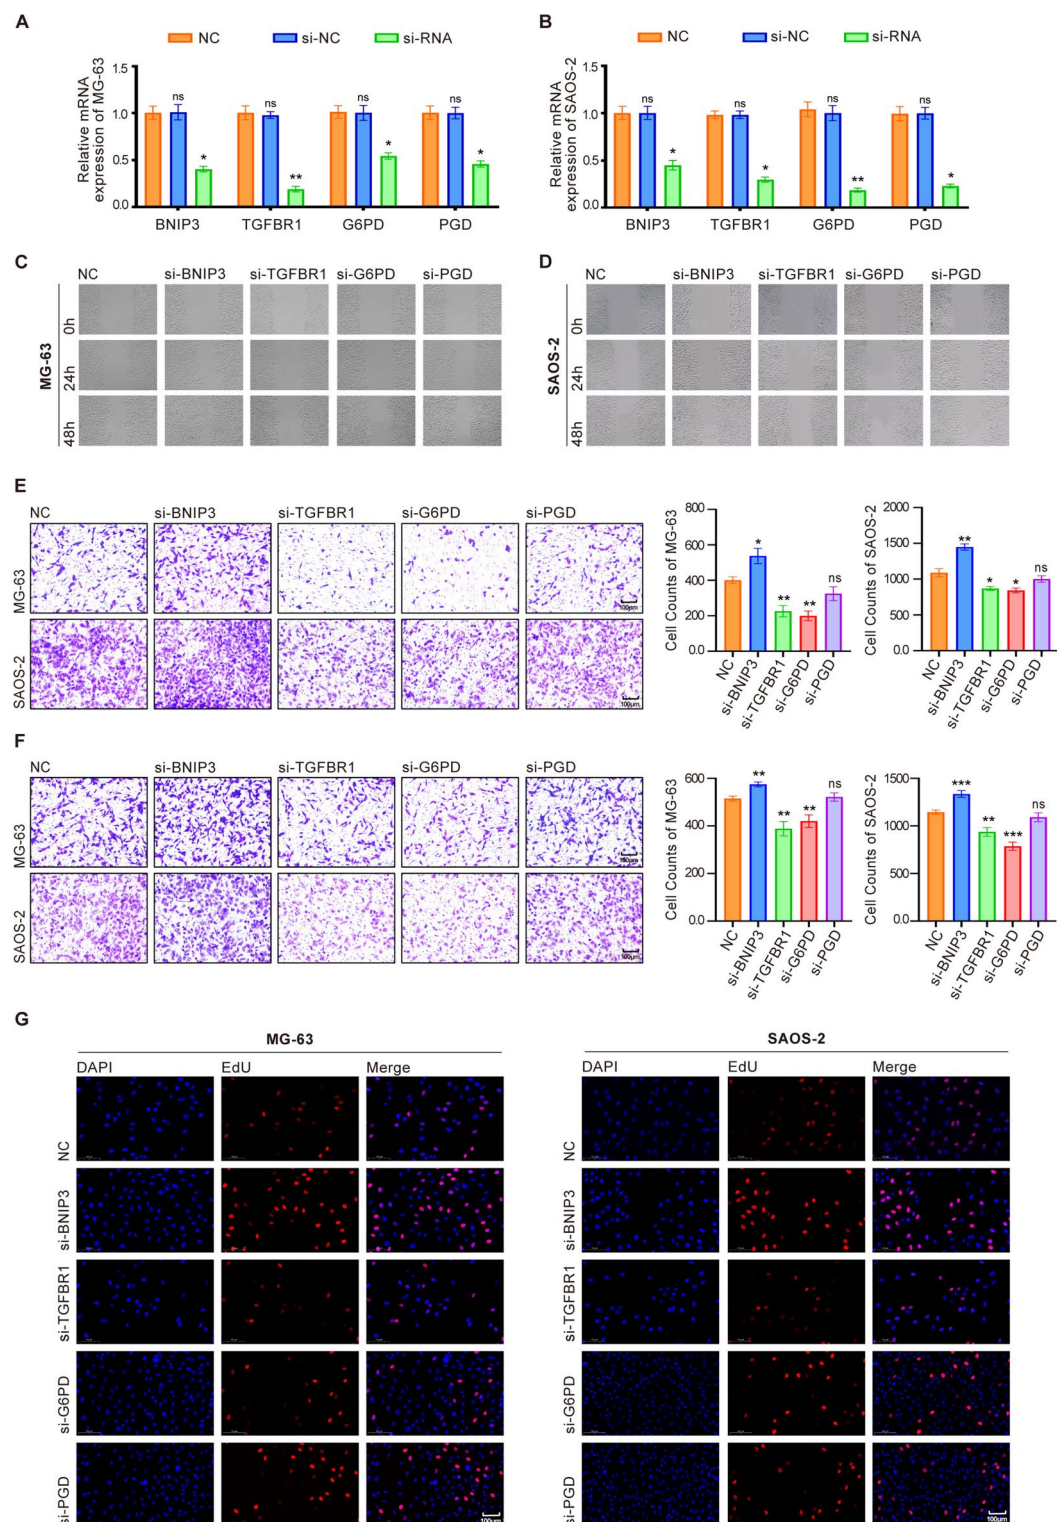 A
NC si-NC si-RNA
Relative mRNA
expression of MG-63
1.5
1.0
0.5
0.0
ns ns ns ns
* ** * *
BNIP3 TGFBR1 G6PD PGD
B
NC si-NC si-RNA
Relative mRNA
expression of SAOS-2
1.5
1.0
0.5
0.0
ns ns ns ns
* * ** *
BNIP3 TGFBR1 G6PD PGD
C
NC si-BNIP3 si-TGFBR1 si-G6PD si-PGD
MG-63
0h
24h
48h
D
NC si-BNIP3 si-TGFBR1 si-G6PD si-PGD
SAOS-2
0h
24h
48h
E
NC si-BNIP3 si-TGFBR1 si-G6PD si-PGD
MG-63
100μm
SAOS-2
100μm
Cell Counts of MG-63
800
600
400
200
0.0
* ** ** ns
NC si-BNIP3 si-TGFBR1 si-G6PD si-PGD
Cell Counts of SAOS-2
2000
1500
1000
500
0.0
** * * ns
NC si-BNIP3 si-TGFBR1 si-G6PD si-PGD
F
NC si-BNIP3 si-TGFBR1 si-G6PD si-PGD
MG-63
100μm
SAOS-2
100μm
Cell Counts of MG-63
600
400
200
0.0
** ** ** ns
NC si-BNIP3 si-TGFBR1 si-G6PD si-PGD
Cell Counts of SAOS-2
1500
1000
500
0.0
*** ** *** ns
NC si-BNIP3 si-TGFBR1 si-G6PD si-PGD
G
MG-63
DAPI EdU Merge
NC
si-BNIP3
si-TGFBR1
si-G6PD
si-PGD
100μm
SAOS-2
DAPI EdU Merge
NC
si-BNIP3
si-TGFBR1
si-G6PD
si-PGD
100μm